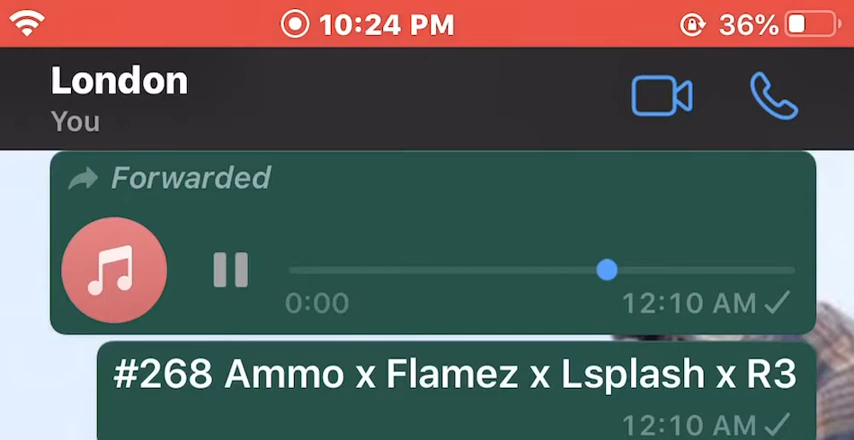 10:24 PM 36%
London
You
Forwarded
0:00 12:10 AM
#268 Ammo x Flamez x Lsplash x R3
12:10 AM